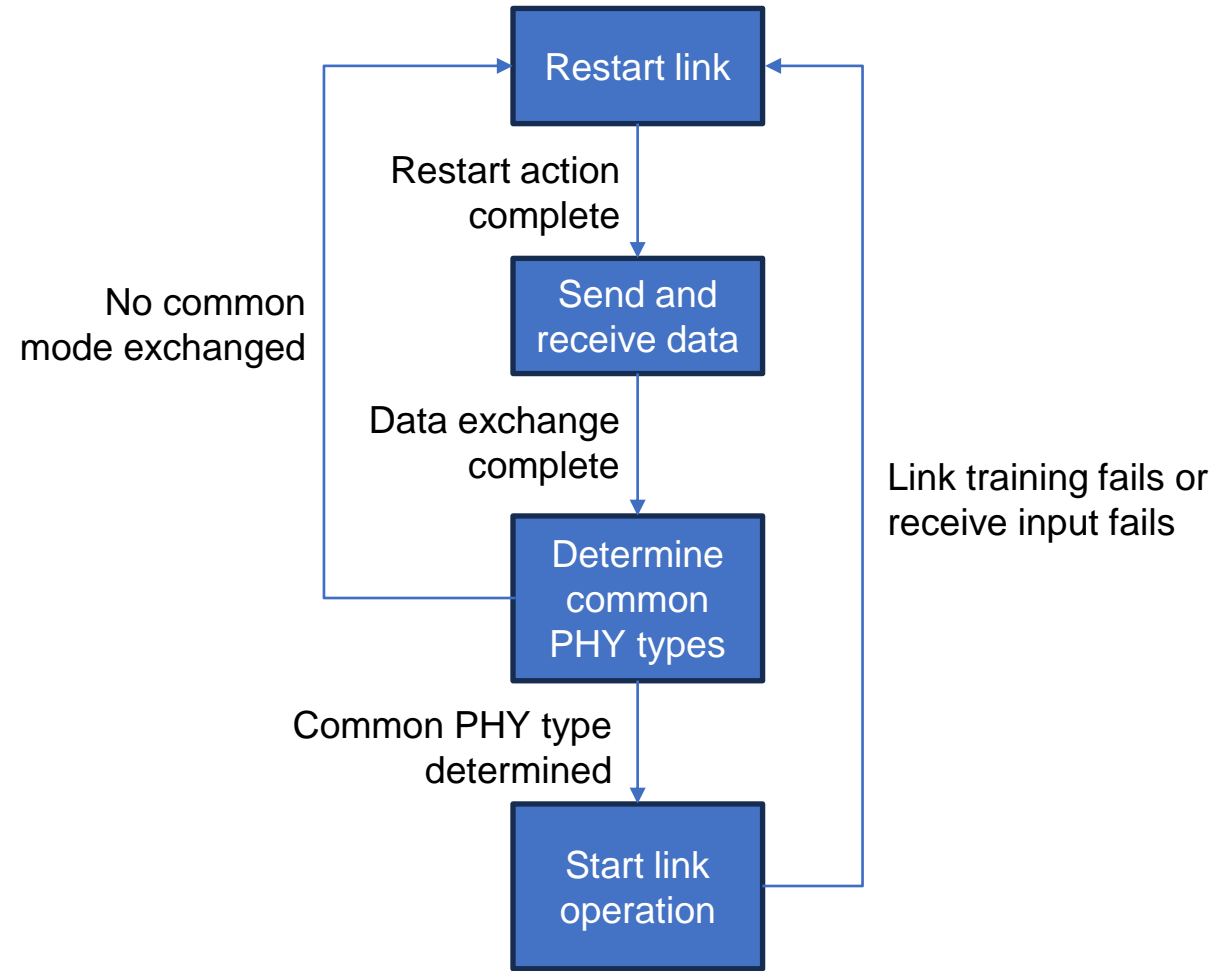 Restart link
Restart action
complete
Send and
receive data
No common
mode exchanged
Data exchange
complete
Link training fails or
receive input fails
Determine
common
PHY types
Common PHY type
determined
Start link
operation